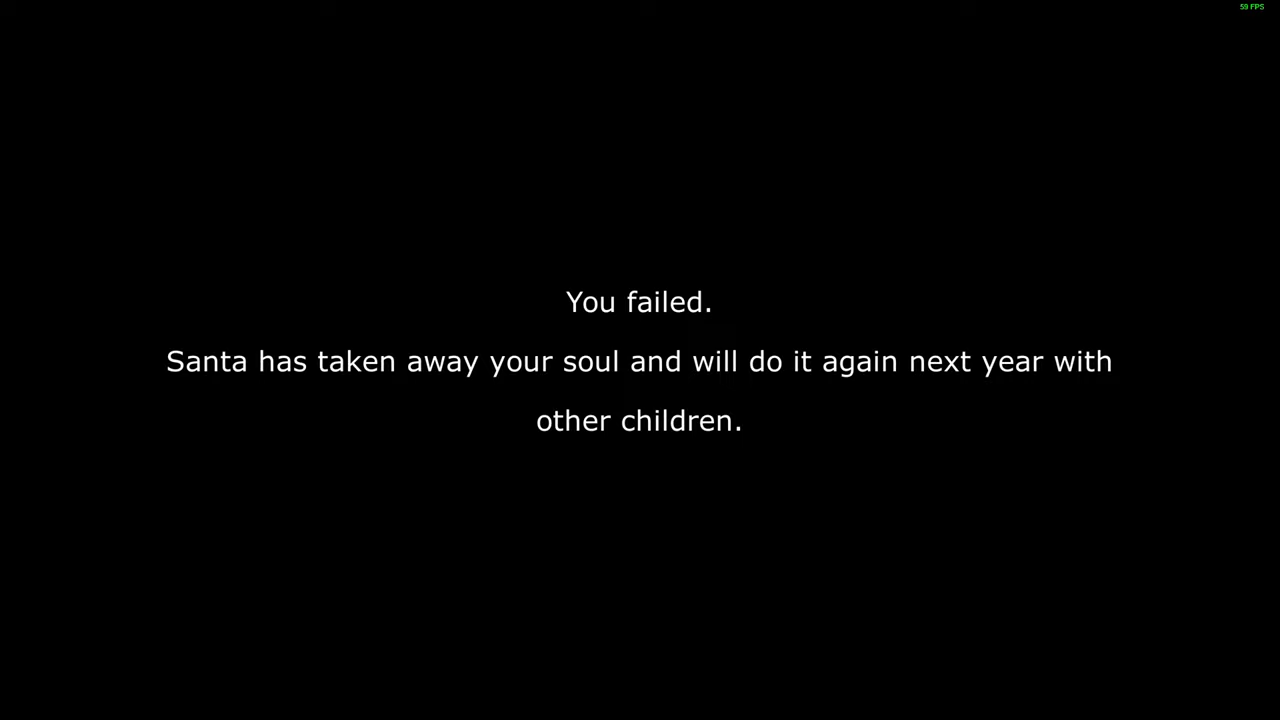 59 FPS
You failed.
Santa has taken away your soul and will do it again next year with
other children.